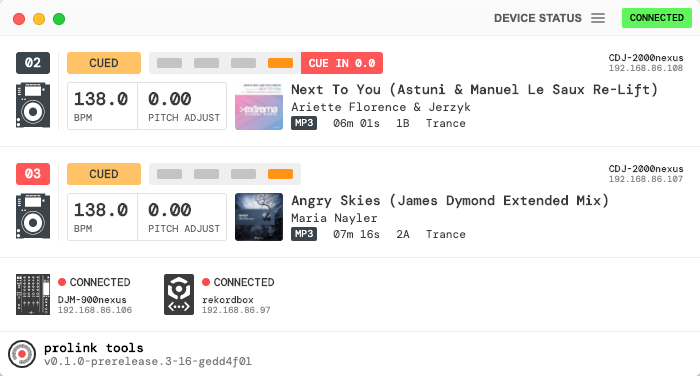 DEVICE STATUS
CONNECTED
02
CUED
CUE IN 0.0
CDJ-2000nexus
192.168.86.108
138.0
BPM
0.00
PITCH ADJUST
>extrema
Next To You (Astuni & Manuel Le Saux Re-Lift)
Ariette Florence & Jerzyk
MP3 06m 01s 1B Trance
03
CUED
CDJ-2000nexus
192.168.86.107
138.0
BPM
0.00
PITCH ADJUST
Angry Skies (James Dymond Extended Mix)
Maria Nayler
MP3 07m 16s 2A Trance
CONNECTED
DJM-900nexus
192.168.86.106
CONNECTED
rekordbox
192.168.86.97
prolink tools
v0.1.0-prerelease.3-16-gedd4f01